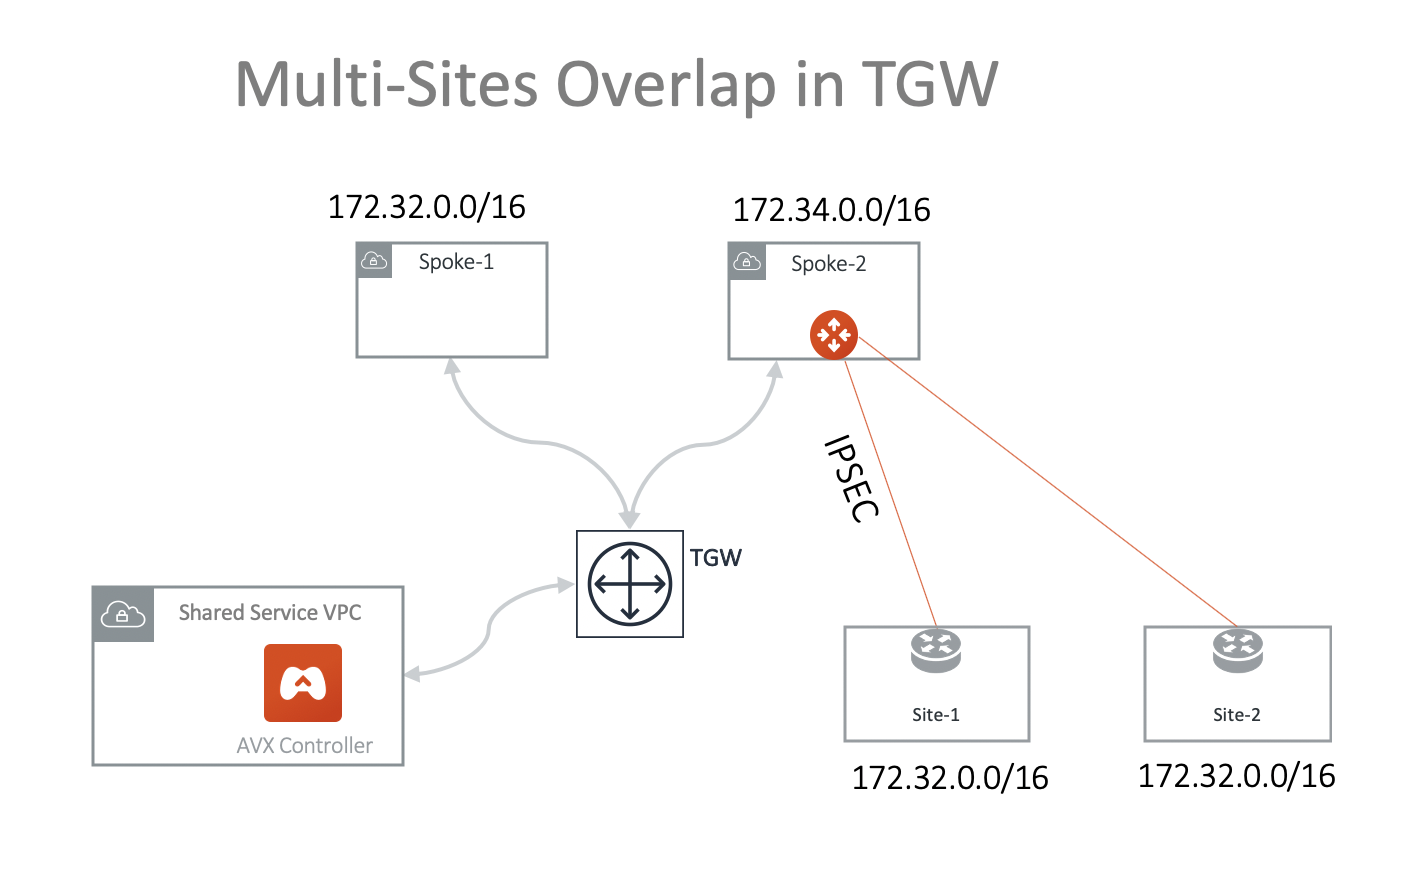 Multi-Sites Overlap in TGW
172.32.0.0/16
172.34.0.0/16
Spoke-1
Spoke-2
IPSEC
TGW
Shared Service VPC
AVX Controller
Site-1
Site-2
172.32.0.0/16
172.32.0.0/16